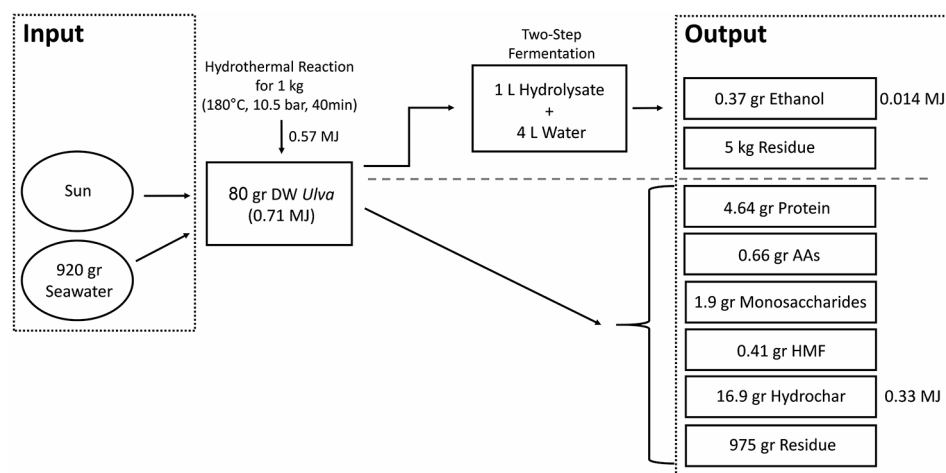 Input
Sun
920 gr
Seawater
Hydrothermal Reaction
for 1 kg
(180°C, 10.5 bar, 40min)
0.57 MJ
80 gr DW Ulva
(0.71 MJ)
Two-Step
Fermentation
1 L Hydrolysate
+
4 L Water
Output
0.37 gr Ethanol
0.014 MJ
5 kg Residue
4.64 gr Protein
0.66 gr AAs
1.9 gr Monosaccharides
0.41 gr HMF
16.9 gr Hydrochar
0.33 MJ
975 gr Residue